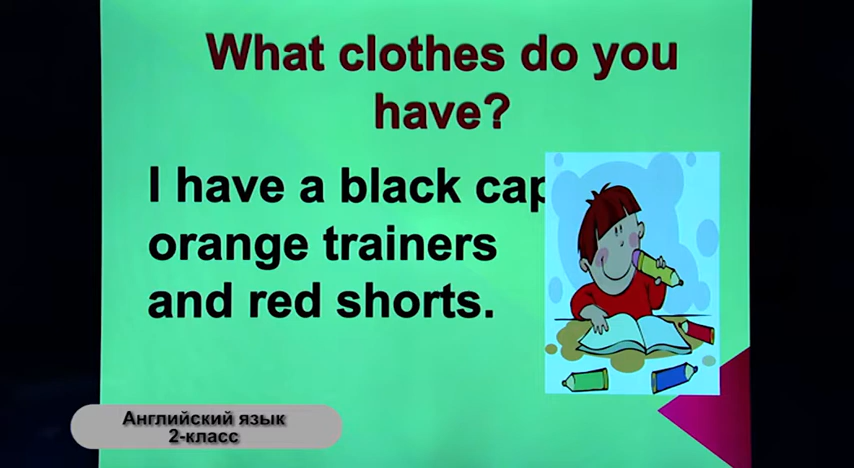 What clothes do you
have?
I have a black cap
orange trainers
and red shorts.
Английский язык
2-класс